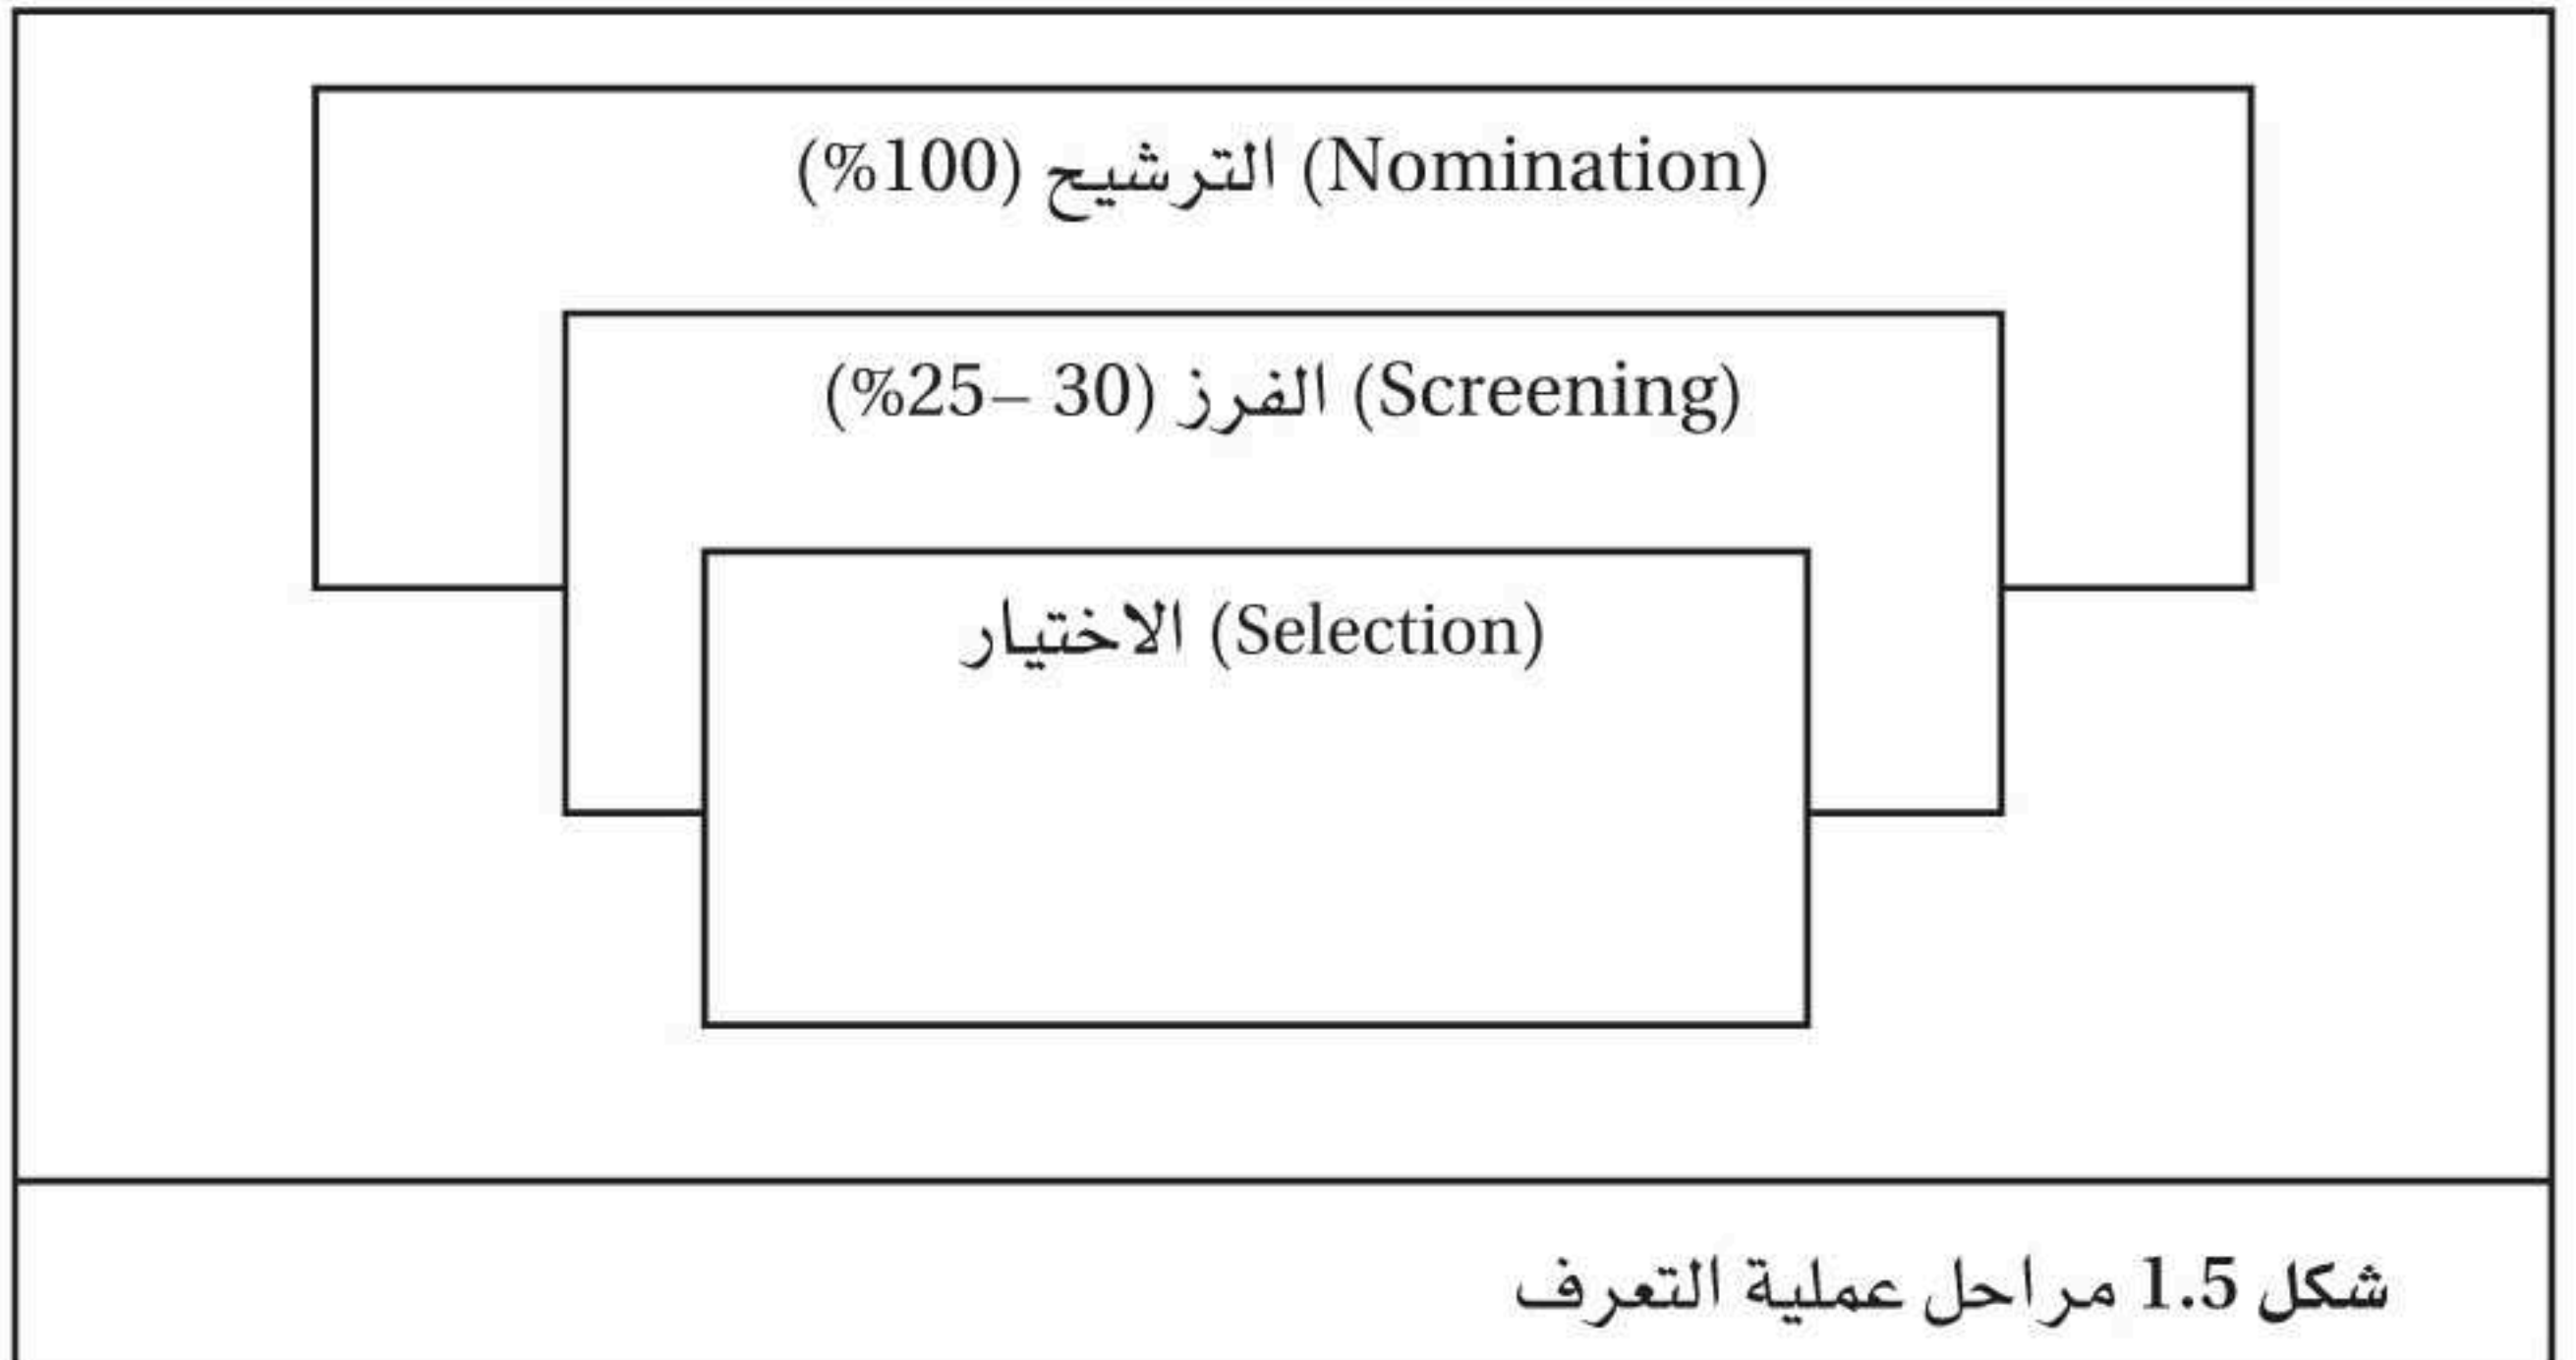 (Nomination) الترشيح (100%)
(Screening) الفرز (30 –25%)
(Selection) الاختيار
شكل 1.5 مراحل عملية التعرف